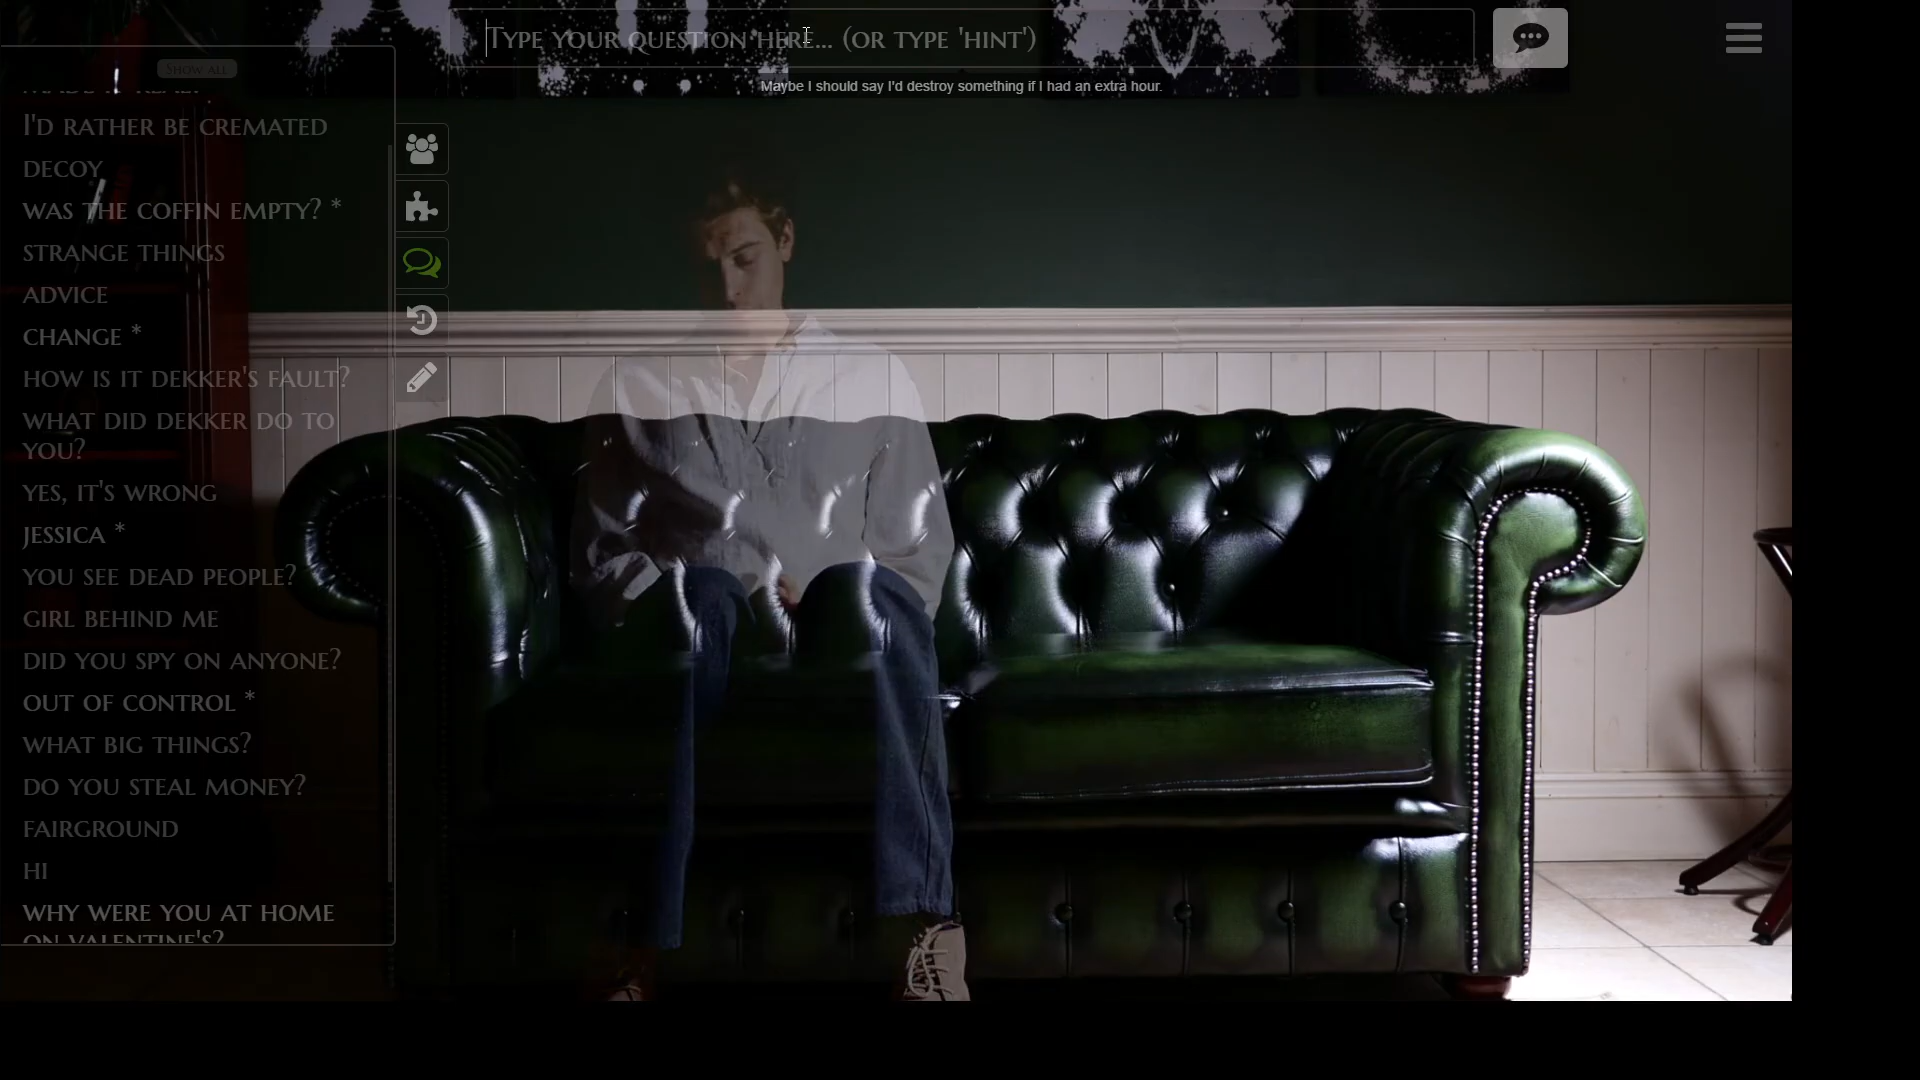 Type your question here... (or type 'hint')
Maybe I should say I'd destroy something if I had an extra hour.
Show all
I'd rather be cremated
decoy
was the coffin empty? *
strange things
advice
change *
how is it Dekker's fault?
what did Dekker do to
you?
yes, it's wrong
Jessica *
you see dead people?
girl behind me
did you spy on anyone?
out of control *
what big things?
do you steal money?
fairground
hi
why were you at home
on Valentine's?